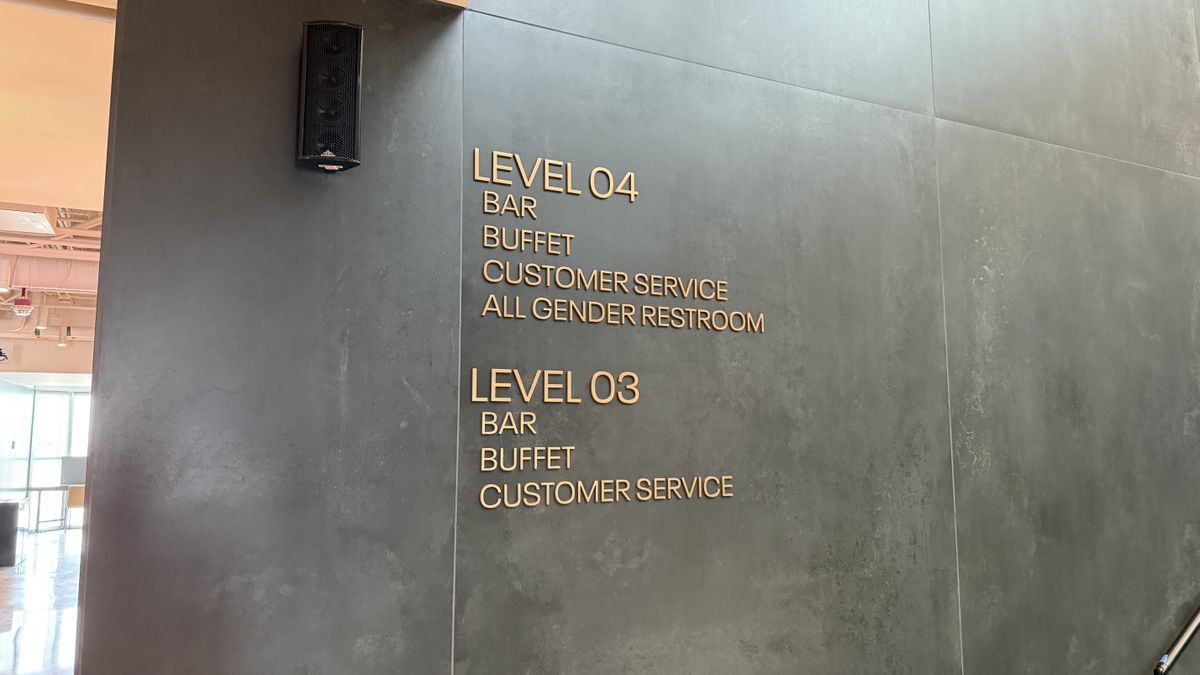 LEVEL 04
BAR
BUFFET
CUSTOMER SERVICE
ALL GENDER RESTROOM
LEVEL 03
BAR
BUFFET
CUSTOMER SERVICE